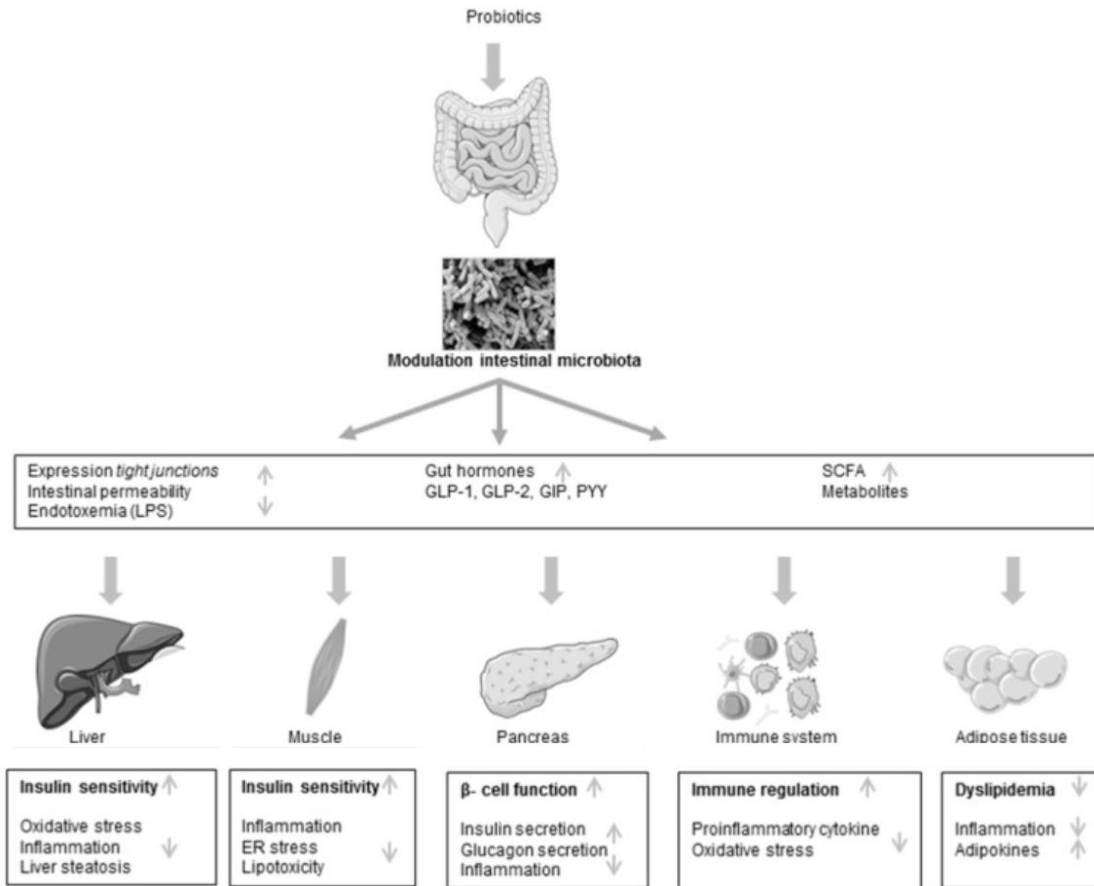 Probiotics
Modulation intestinal microbiota
Expression tight junctions ↑
Intestinal permeability
Endotoxemia (LPS) ↓
Gut hormones ↑
GLP-1, GLP-2, GIP, PYY
SCFA ↑
Metabolites
Liver
Muscle
Pancreas
Immune system
Adipose tissue
Insulin sensitivity ↑
Oxidative stress
Inflammation ↓
Liver steatosis
Insulin sensitivity ↑
Inflammation
ER stress ↓
Lipotoxicity
β- cell function ↑
Insulin secretion ↑
Glucagon secretion ↓
Inflammation
Immune regulation ↑
Proinflammatory cytokine ↓
Oxidative stress
Dyslipidemia ↓
Inflammation ↓
Adipokines ↑